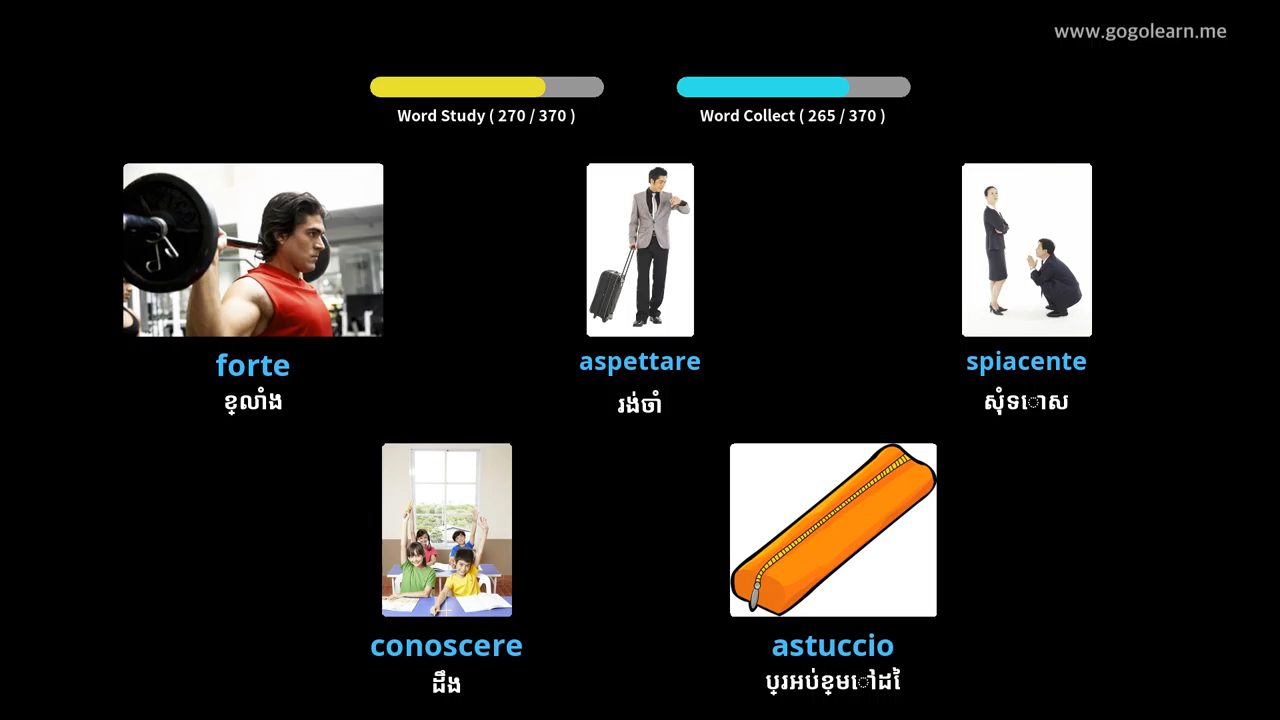 www.gogolearn.me
Word Study ( 270 / 370 )
Word Collect ( 265 / 370 )
forte
aspettare
spiacente
ខ្លាំង
រង់ចាំ
សុំទោស
conoscere
astuccio
ដឹង
ប្រអប់ខ្មៅដៃ